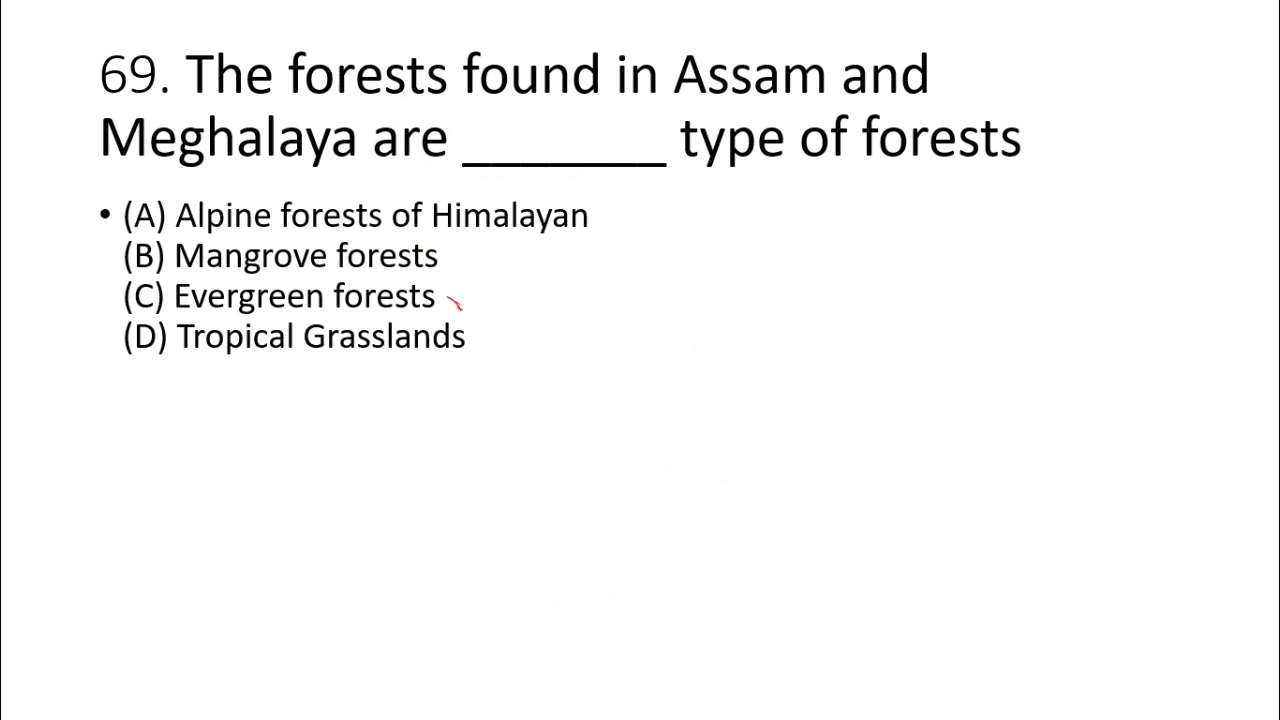 69. The forests found in Assam and
Meghalaya are _______ type of forests
• (A) Alpine forests of Himalayan
(B) Mangrove forests
(C) Evergreen forests
(D) Tropical Grasslands